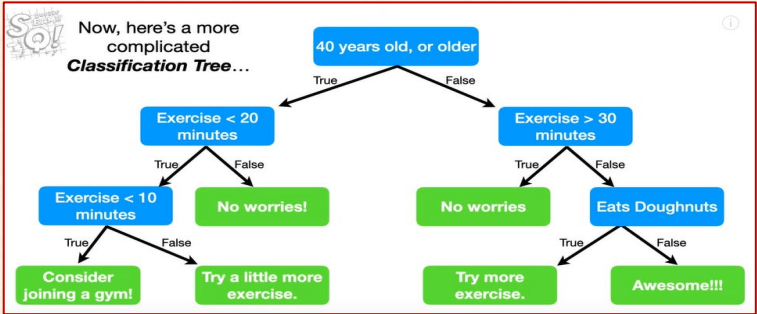 Now, here's a more
complicated
Classification Tree...
40 years old, or older
True
False
Exercise < 20
minutes
Exercise > 30
minutes
True
False
True
False
Exercise < 10
minutes
No worries!
No worries
Eats Doughnuts
True
False
True
False
Consider
joining a gym!
Try a little more
exercise.
Try more
exercise.
Awesome!!!